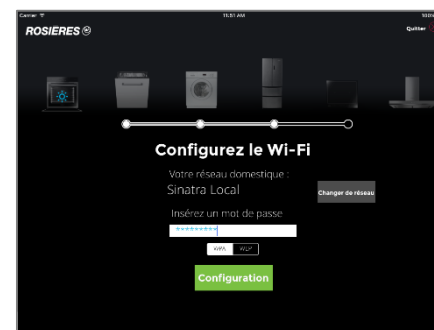 Carrier
11:51 AM
100%
ROSIÈRES
Quitter
Configurez le Wi-Fi
Votre réseau domestique :
Sinatra Local
Changer de réseau
Insérez un mot de passe
*********
WPA WEP
Configuration